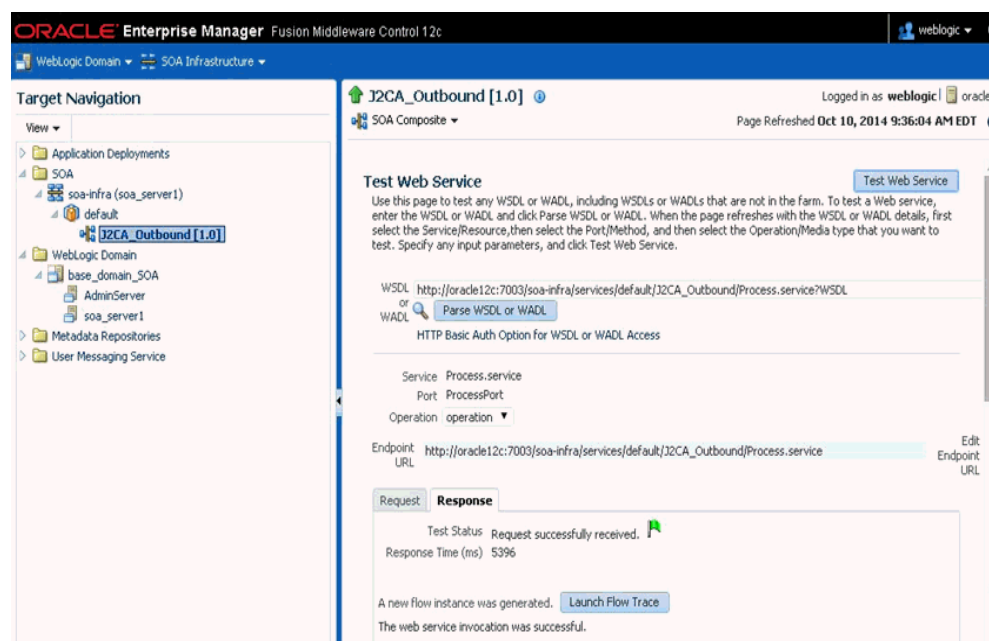 ORACLE Enterprise Manager Fusion Middleware Control 12c
weblogic
WebLogic Domain SOA Infrastructure
Target Navigation
View
Application Deployments
SOA
soa-infra (soa_server1)
default
J2CA_Outbound [1.0]
WebLogic Domain
base_domain_SOA
AdminServer
soa_server1
Metadata Repositories
User Messaging Service
J2CA_Outbound [1.0]
Logged in as weblogic oracle
SOA Composite
Page Refreshed Oct 10, 2014 9:36:04 AM EDT
Test Web Service
Test Web Service
Use this page to test any WSDL or WADL, including WSDLs or WADLs that are not in the farm. To test a Web service,
enter the WSDL or WADL and click Parse WSDL or WADL. When the page refreshes with the WSDL or WADL details, first
select the Service/Resource,then select the Port/Method, and then select the Operation/Media type that you want to
test. Specify any input parameters, and click Test Web Service.
WSDL
or
WADL
http://oracle12c:7003/soa-infra/services/default/J2CA_Outbound/Process.service?WSDL
Parse WSDL or WADL
HTTP Basic Auth Option for WSDL or WADL Access
Service Process.service
Port ProcessPort
Operation operation
Endpoint
URL
http://oracle12c:7003/soa-infra/services/default/J2CA_Outbound/Process.service
Edit
Endpoint
URL
Request Response
Test Status Request successfully received.
Response Time (ms) 5396
A new flow instance was generated. Launch Flow Trace
The web service invocation was successful.